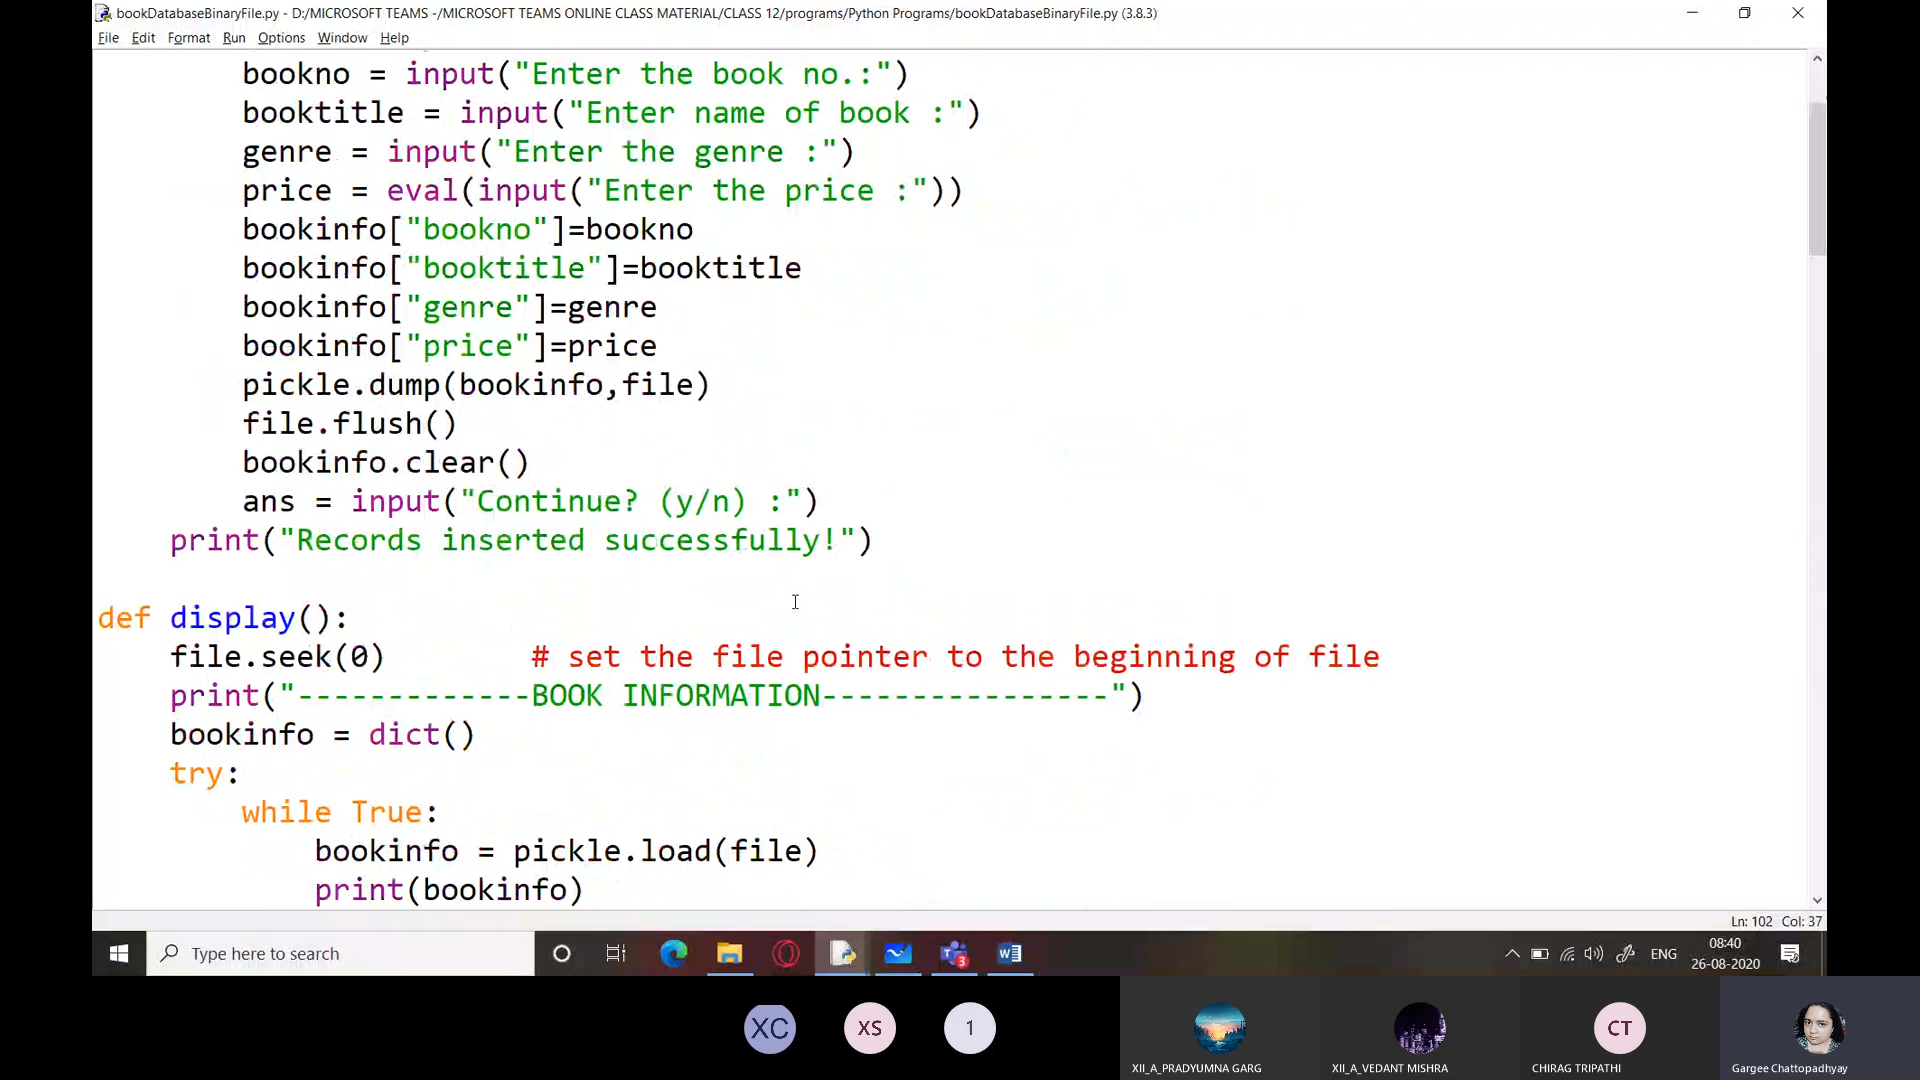 bookDatabaseBinaryFile.py - D:/MICROSOFT TEAMS -/MICROSOFT TEAMS ONLINE CLASS MATERIAL/CLASS 12/programs/Python Programs/bookDatabaseBinaryFile.py (3.8.3)
File Edit Format Run Options Window Help
bookno = input("Enter the book no.:")
booktitle = input("Enter name of book :")
genre = input("Enter the genre :")
price = eval(input("Enter the price :"))
bookinfo["bookno"]=bookno
bookinfo["booktitle"]=booktitle
bookinfo["genre"]=genre
bookinfo["price"]=price
pickle.dump(bookinfo,file)
file.flush()
bookinfo.clear()
ans = input("Continue? (y/n) :")
print("Records inserted successfully!")
def display():
file.seek(0) # set the file pointer to the beginning of file
print("-------------BOOK INFORMATION----------------")
bookinfo = dict()
try:
while True:
bookinfo = pickle.load(file)
print(bookinfo)
Ln: 102 Col: 37
Type here to search
3
ENG
08:40
26-08-2020
XC
XS
1
CT
XII_A_PRADYUMNA GARG
XII_A_VEDANT MISHRA
CHIRAG TRIPATHI
Gargee Chattopadhyay